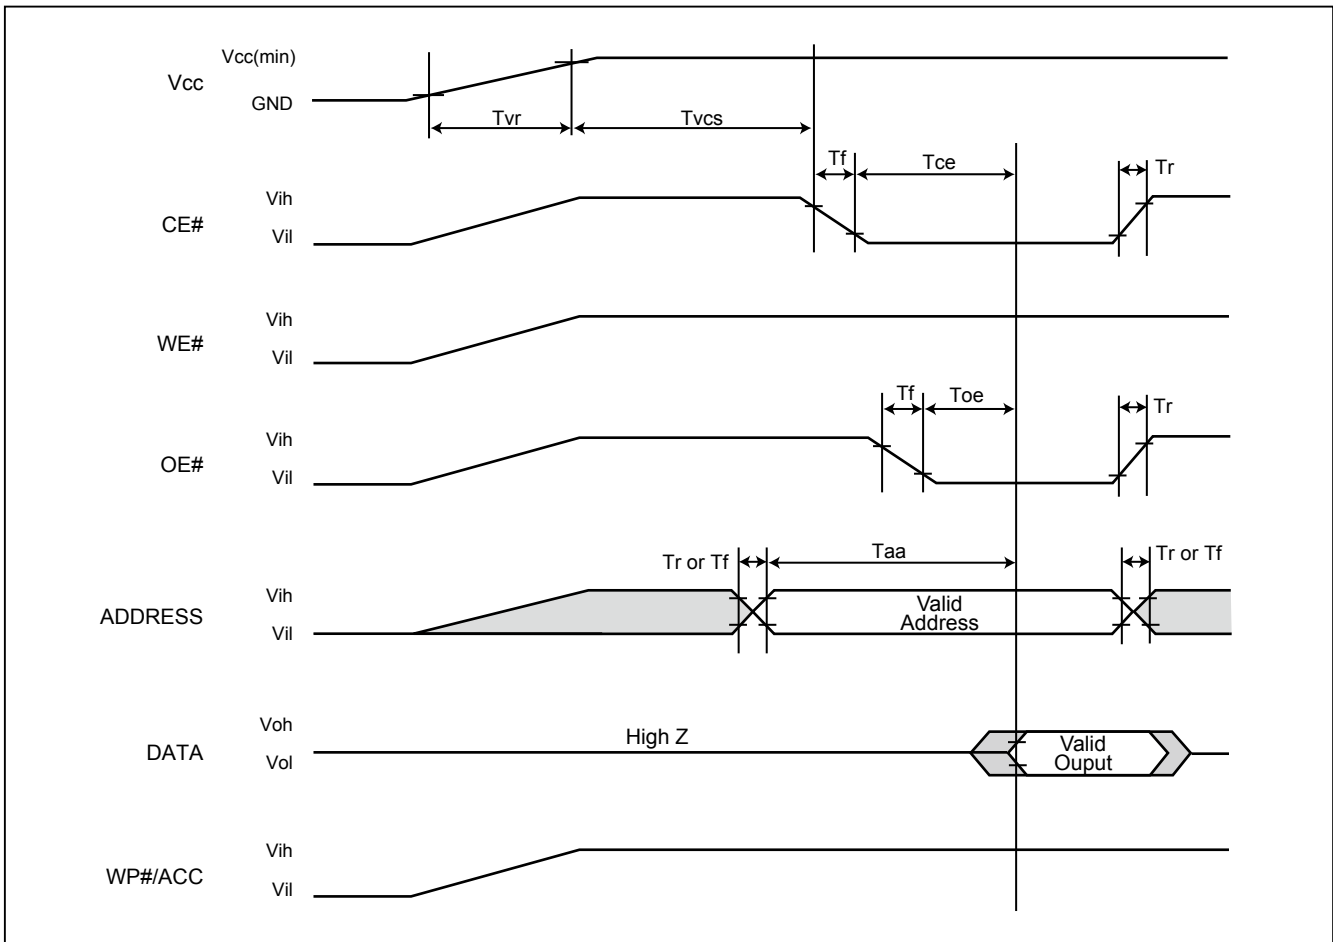 Vcc(min)
Vcc
GND
Tvr
Tvcs
Tf
Tce
Tr
Vih
CE#
Vil
Vih
WE#
Vil
Tf
Toe
Tr
Vih
OE#
Vil
Tr or Tf
Taa
Tr or Tf
Vih
ADDRESS
Vil
Valid
Address
Voh
DATA
Vol
High Z
Valid
Ouput
Vih
WP#/ACC
Vil